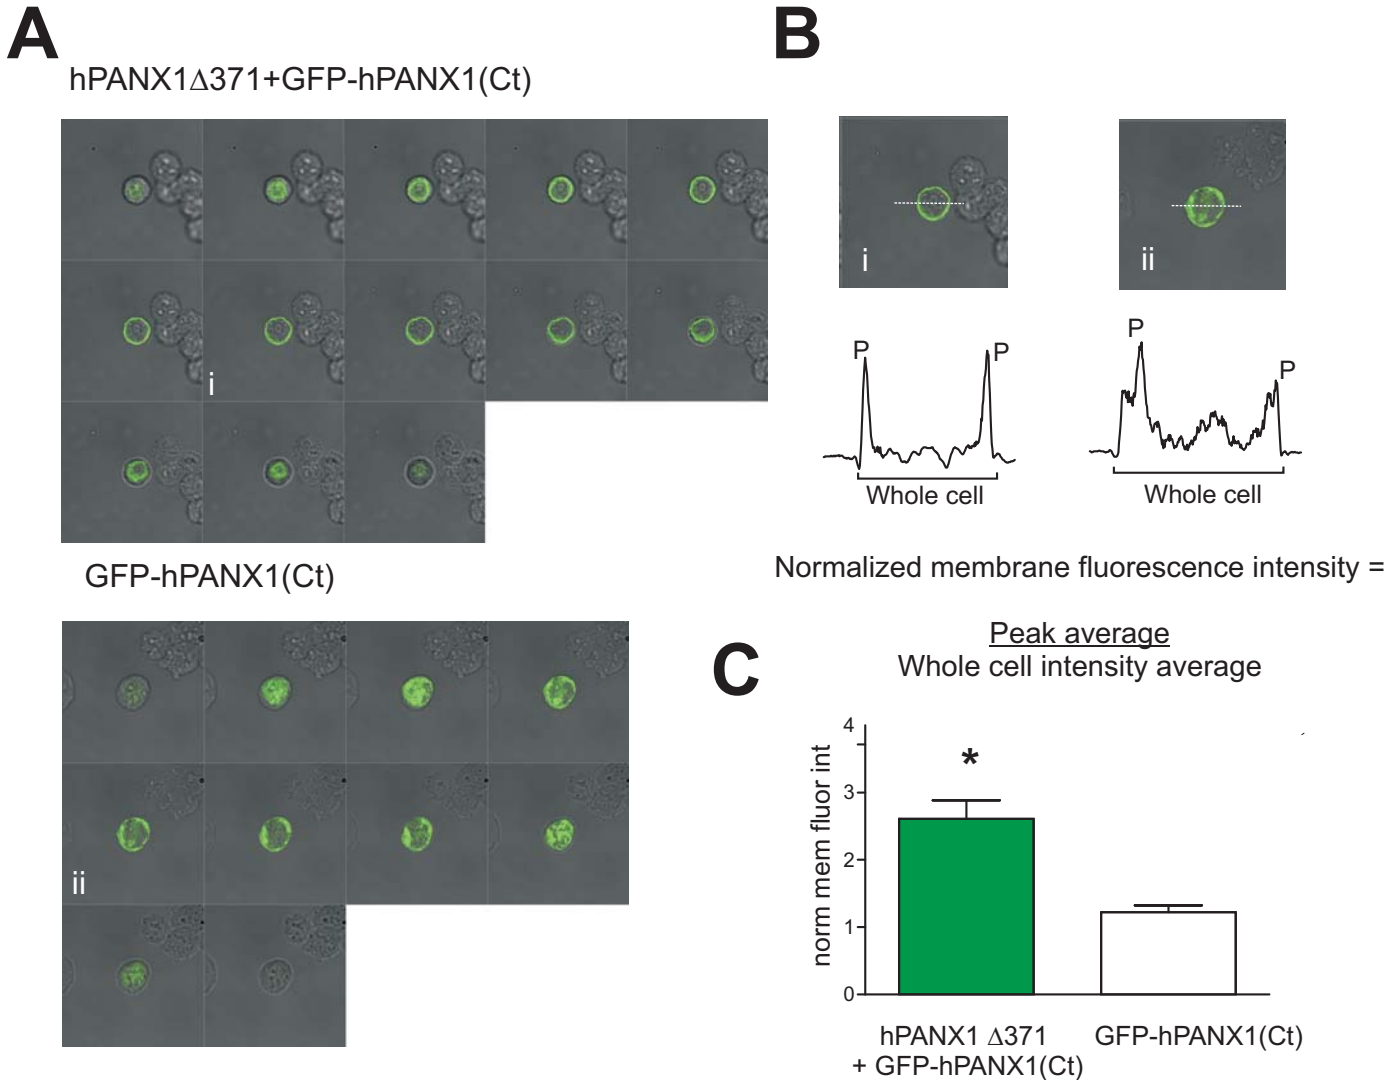 A
hPANX1Δ371+GFP-hPANX1(Ct)
i
GFP-hPANX1(Ct)
ii
B
i
ii
P
P
P
P
Whole cell
Whole cell
Normalized membrane fluorescence intensity =
Peak average
Whole cell intensity average
C
norm mem fluor int
4
3
2
1
0
*
hPANX1 Δ371
+ GFP-hPANX1(Ct)
GFP-hPANX1(Ct)